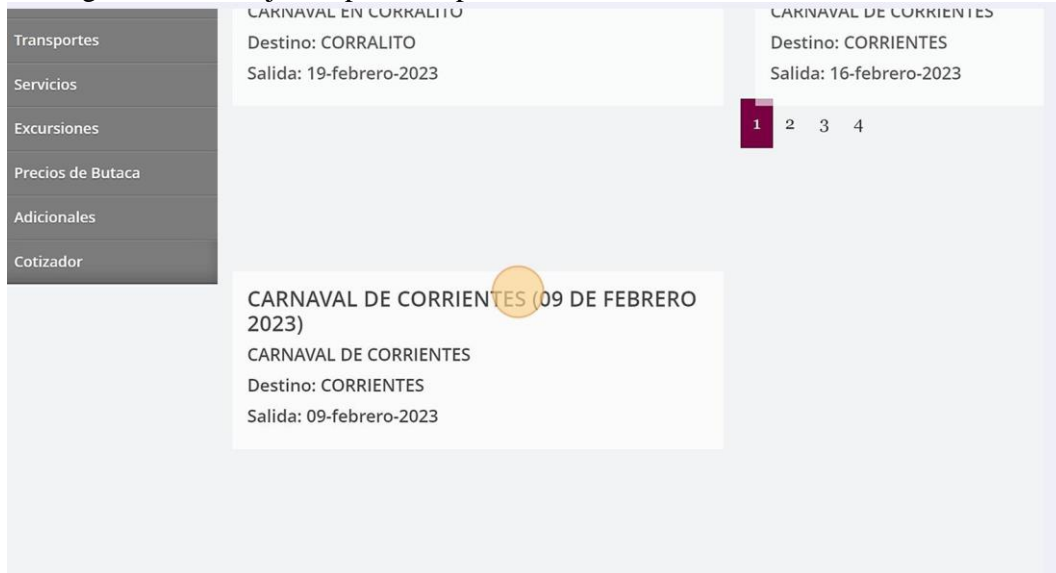 Transportes
Servicios
Excursiones
Precios de Butaca
Adicionales
Cotizador
CARNAVAL EN CORRALITO
Destino: CORRALITO
Salida: 19-febrero-2023
CARNAVAL DE CORRIENTES
Destino: CORRIENTES
Salida: 16-febrero-2023
1 2 3 4
CARNAVAL DE CORRIENTES (09 DE FEBRERO
2023)
CARNAVAL DE CORRIENTES
Destino: CORRIENTES
Salida: 09-febrero-2023